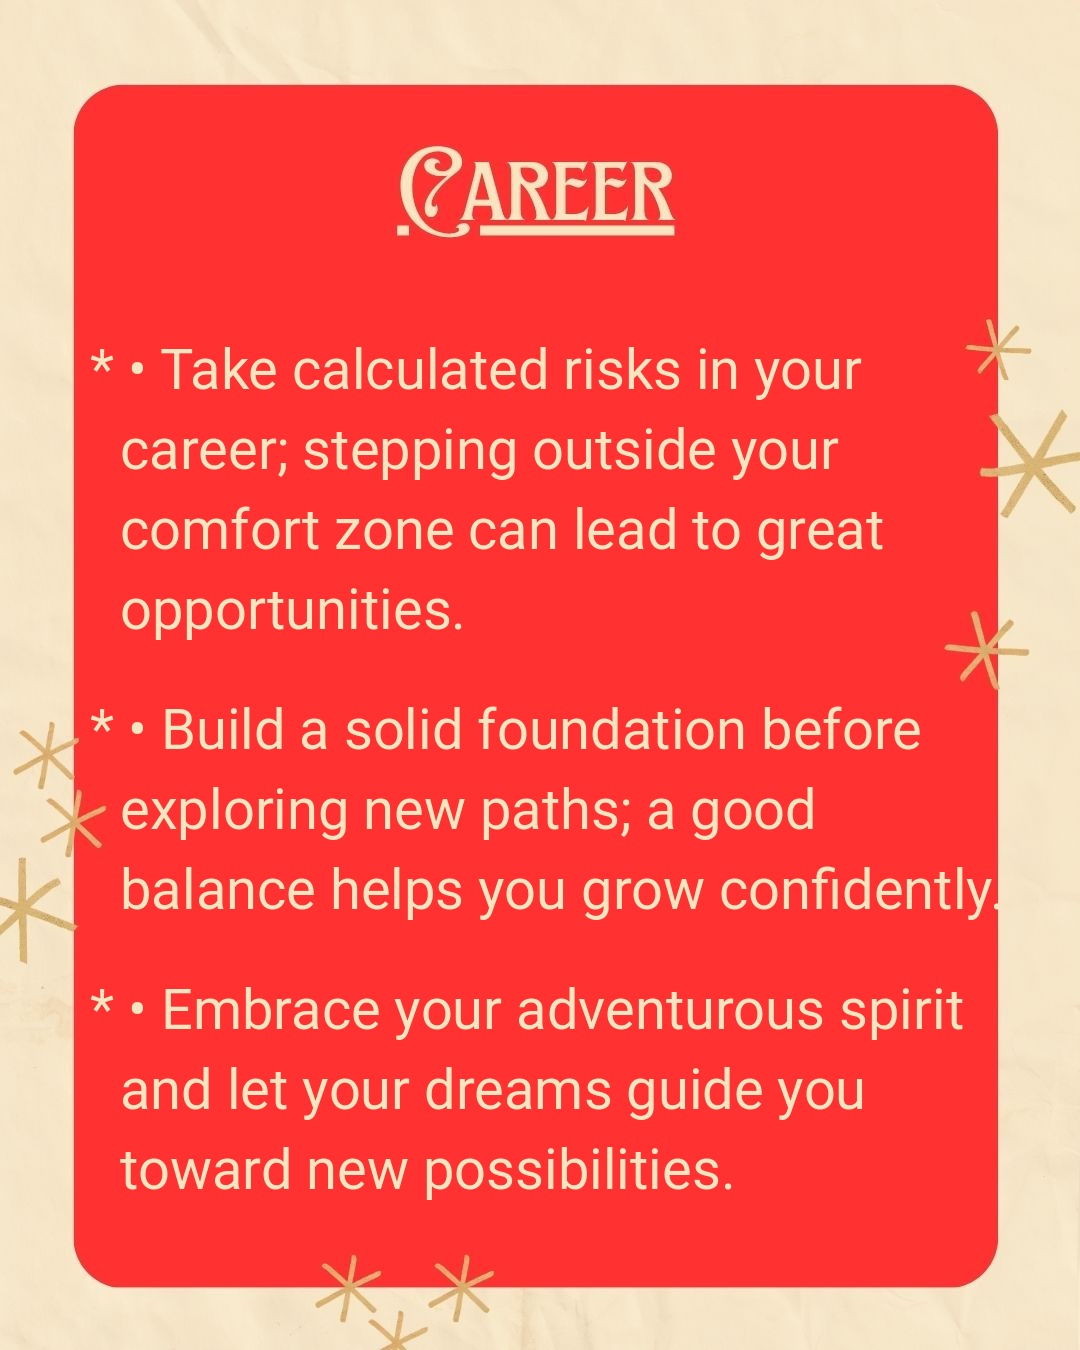 Career
* • Take calculated risks in your
career; stepping outside your
comfort zone can lead to great
opportunities.
* • Build a solid foundation before
exploring new paths; a good
balance helps you grow confidently.
* • Embrace your adventurous spirit
and let your dreams guide you
toward new possibilities.